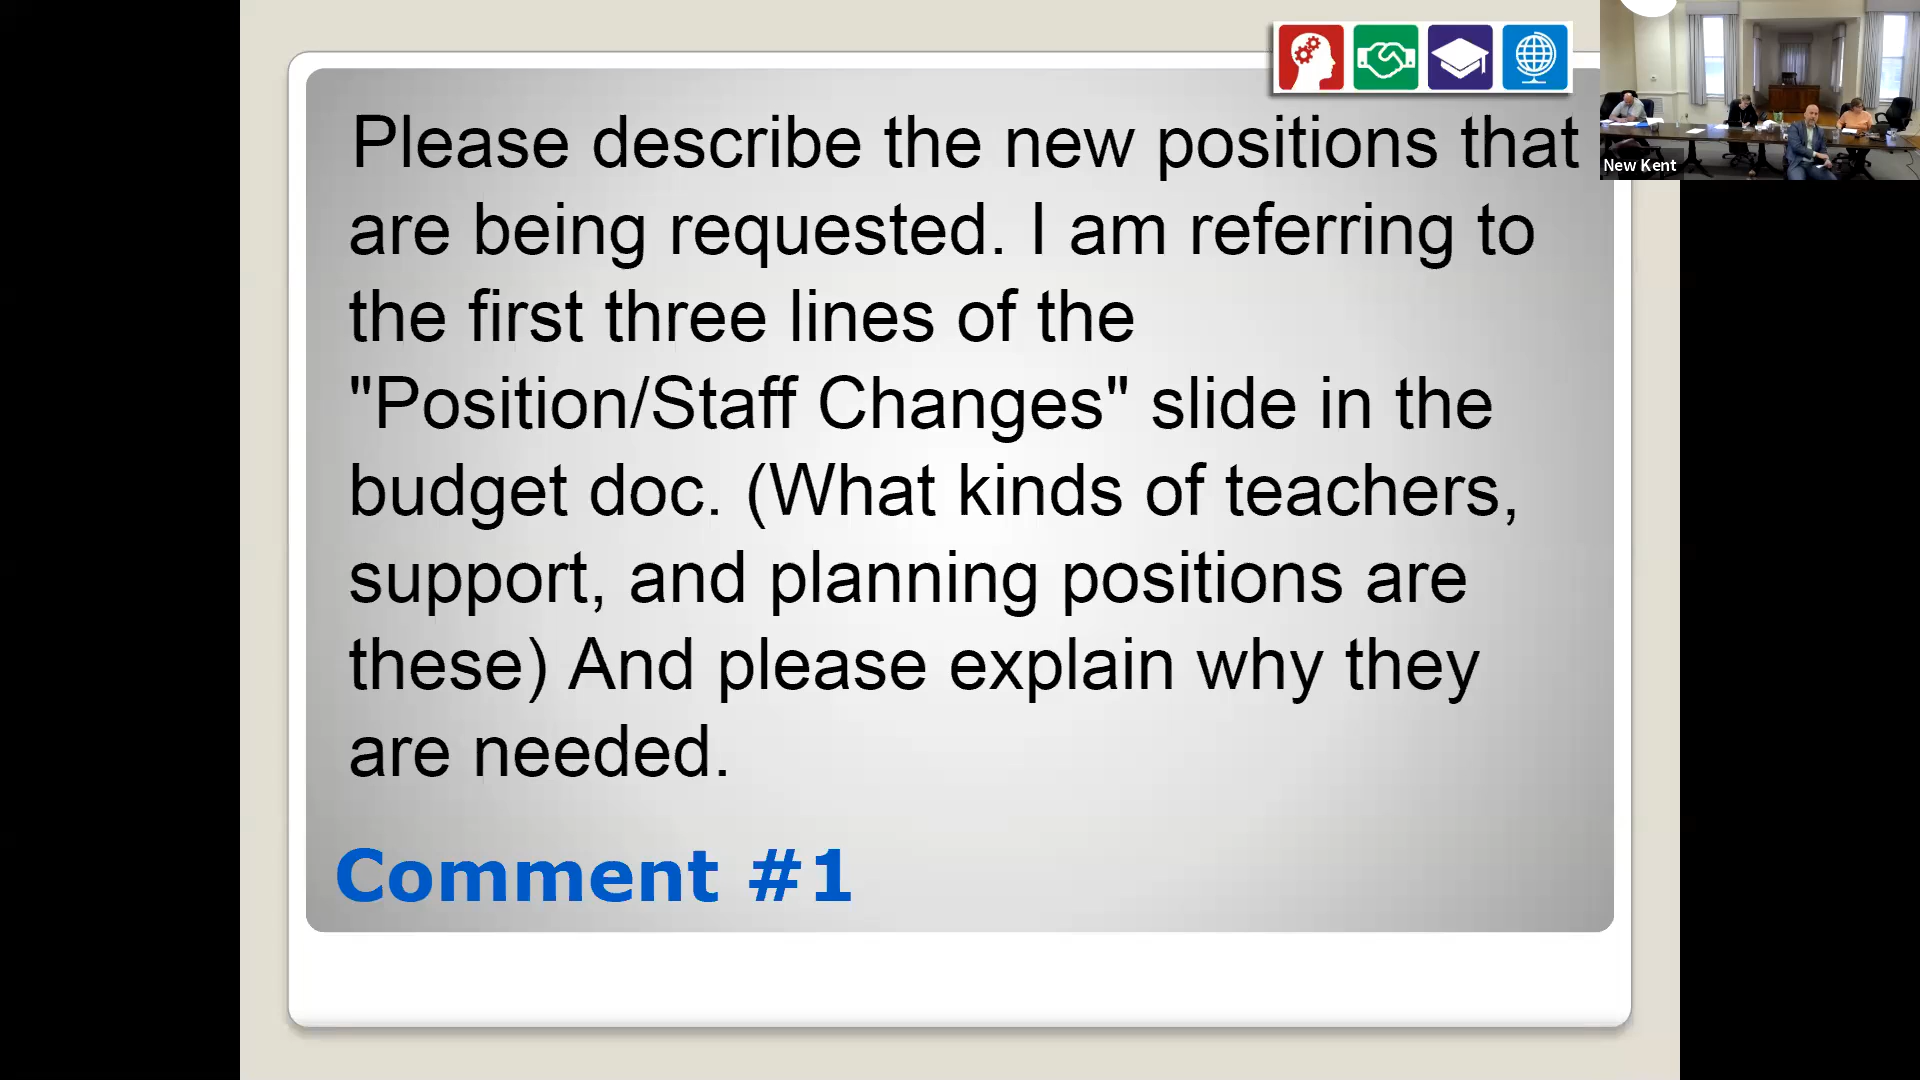 Please describe the new positions that
are being requested. I am referring to
the first three lines of the
"Position/Staff Changes" slide in the
budget doc. (What kinds of teachers,
support, and planning positions are
these) And please explain why they
are needed.
Comment #1
New Kent